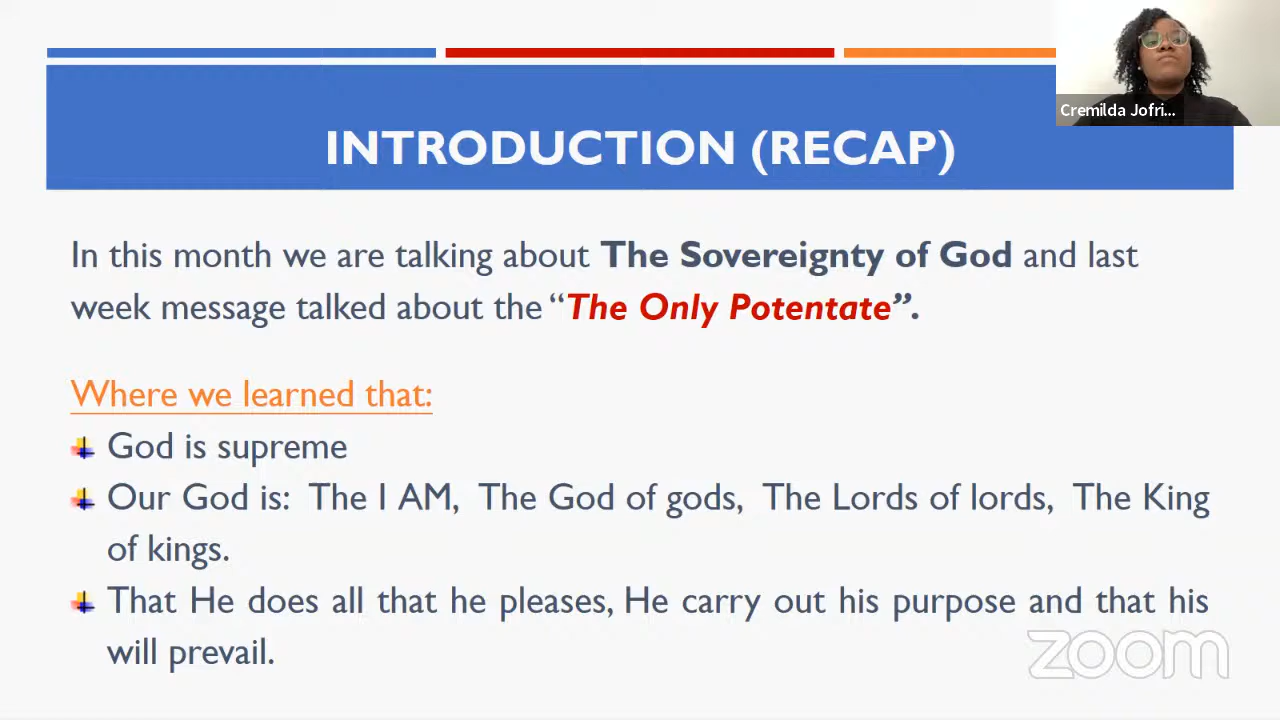 Cremilda Jofri...
INTRODUCTION (RECAP)
In this month we are talking about The Sovereignty of God and last
week message talked about the “The Only Potentate”.
Where we learned that:
God is supreme
Our God is: The I AM, The God of gods, The Lords of lords, The King
of kings.
That He does all that he pleases, He carry out his purpose and that his
will prevail.
zoom